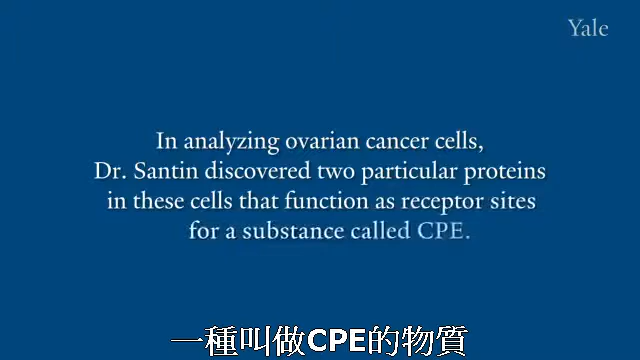 Yale
In analyzing ovarian cancer cells,
Dr. Santin discovered two particular proteins
in these cells that function as receptor sites
for a substance called CPE.
一種叫做CPE的物質